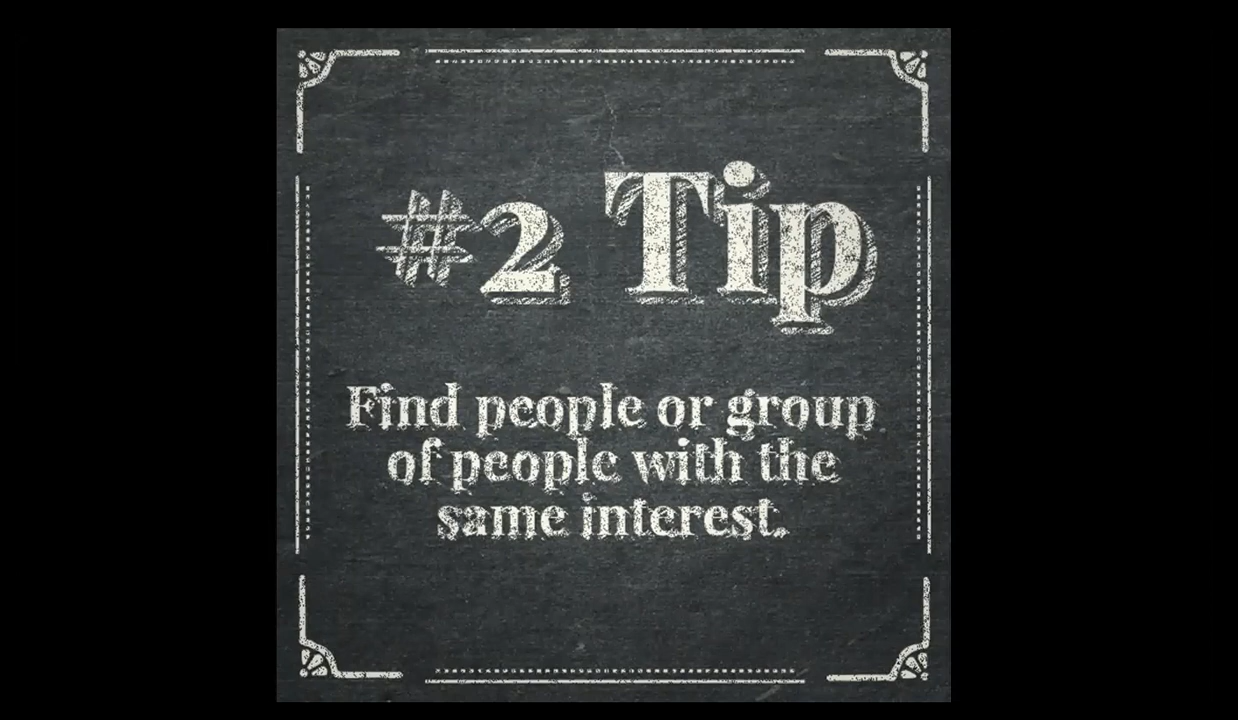 #2 Tip
Find people or group
of people with the
same interest.